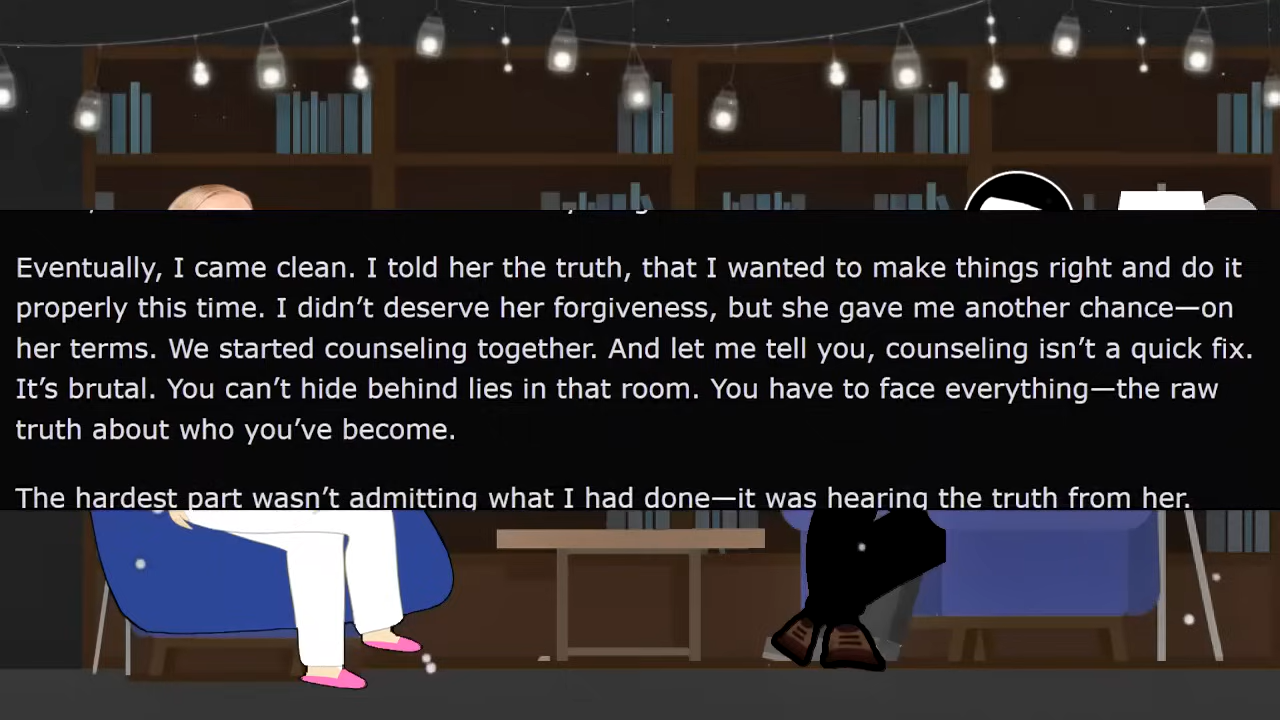 Eventually, I came clean. I told her the truth, that I wanted to make things right and do it
properly this time. I didn’t deserve her forgiveness, but she gave me another chance—on
her terms. We started counseling together. And let me tell you, counseling isn’t a quick fix.
It’s brutal. You can’t hide behind lies in that room. You have to face everything—the raw
truth about who you’ve become.
The hardest part wasn’t admitting what I had done—it was hearing the truth from her.